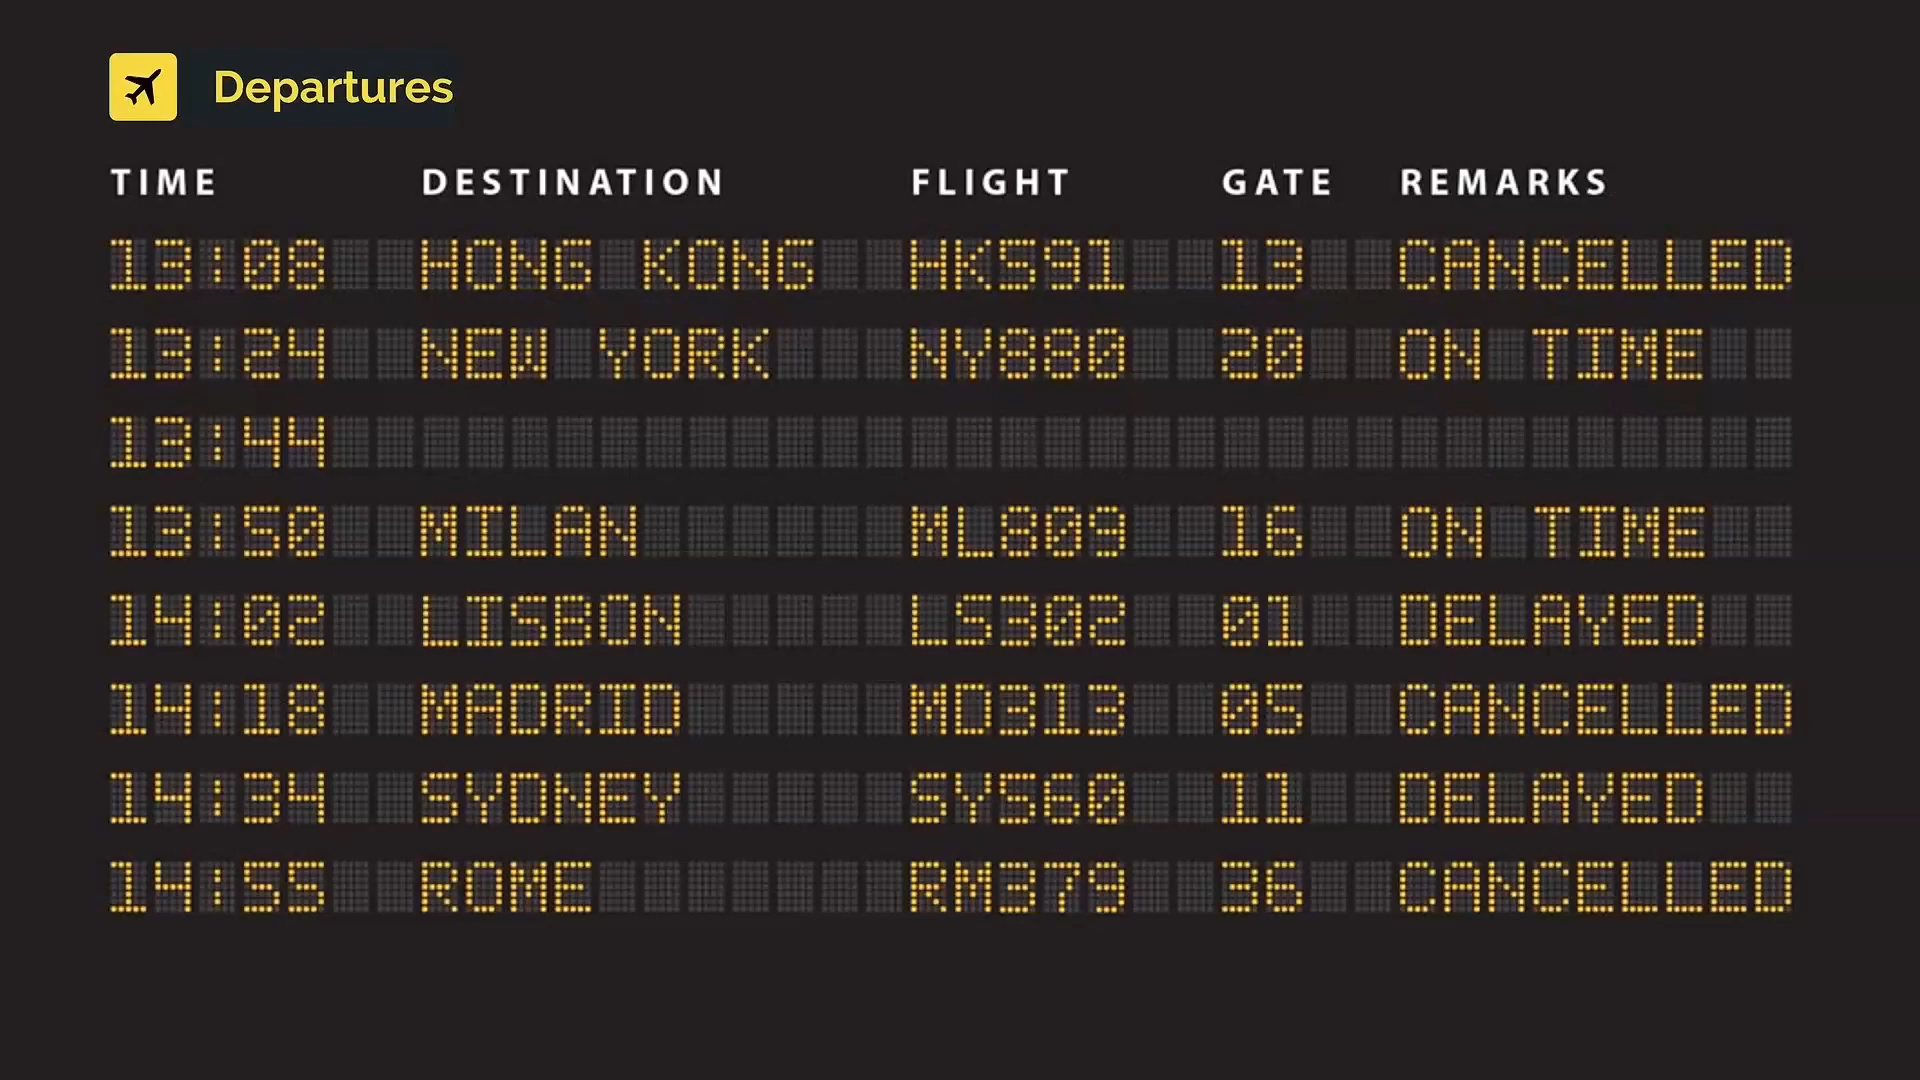 Departures
TIME DESTINATION FLIGHT GATE REMARKS
13:08 HONG KONG HK591 13 CANCELLED
13:24 NEW YORK NY880 20 ON TIME
13:44
13:50 MILAN ML809 16 ON TIME
14:02 LISBON LS302 01 DELAYED
14:18 MADRID MD313 05 CANCELLED
14:34 SYDNEY SY560 11 DELAYED
14:55 ROME RM379 36 CANCELLED